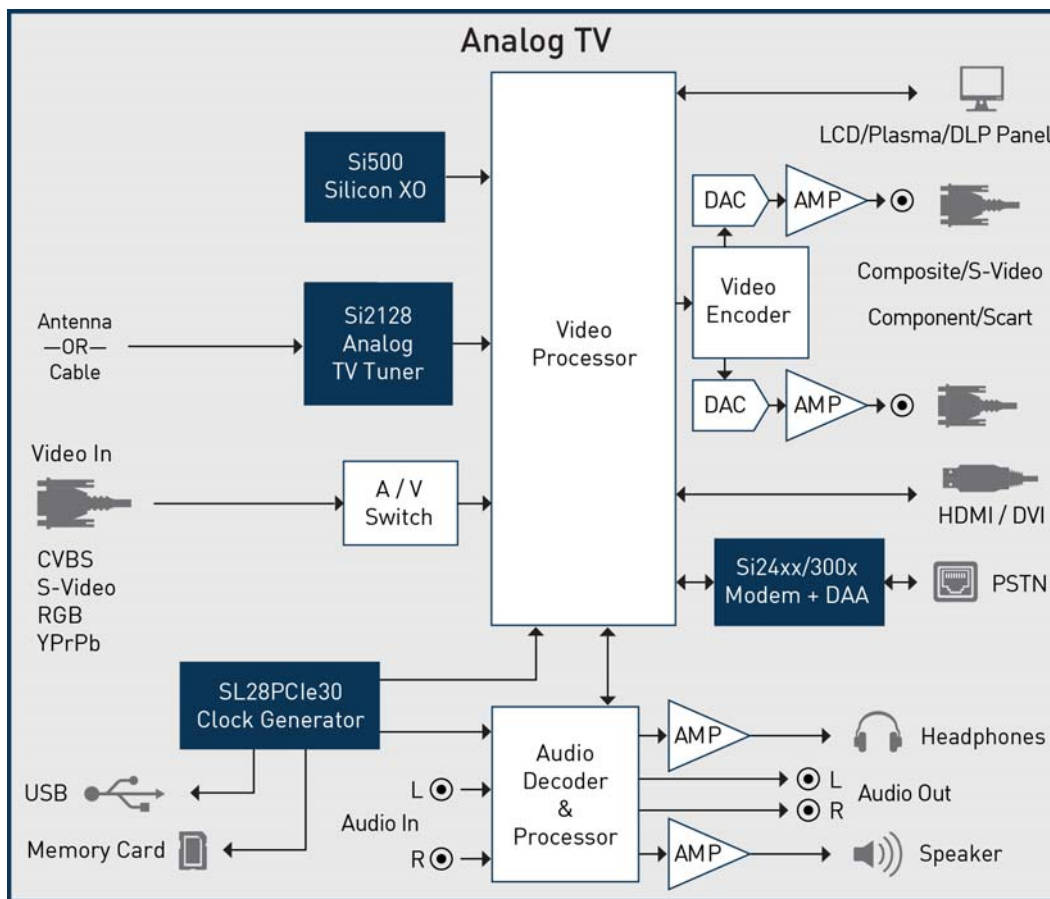 Analog TV
Si500
Silicon XO
Antenna
—OR—
Cable
Si2128
Analog
TV Tuner
Video In
CVBS
S-Video
RGB
YPrPb
A / V
Switch
Video
Processor
LCD/Plasma/DLP Panel
DAC
AMP
Video
Encoder
Composite/S-Video
Component/Scart
DAC
AMP
HDMI / DVI
Si24xx/300x
Modem + DAA
PSTN
SL28PCIe30
Clock Generator
USB
Memory Card
L
Audio In
R
Audio
Decoder
&
Processor
AMP
Headphones
L
Audio Out
R
AMP
Speaker